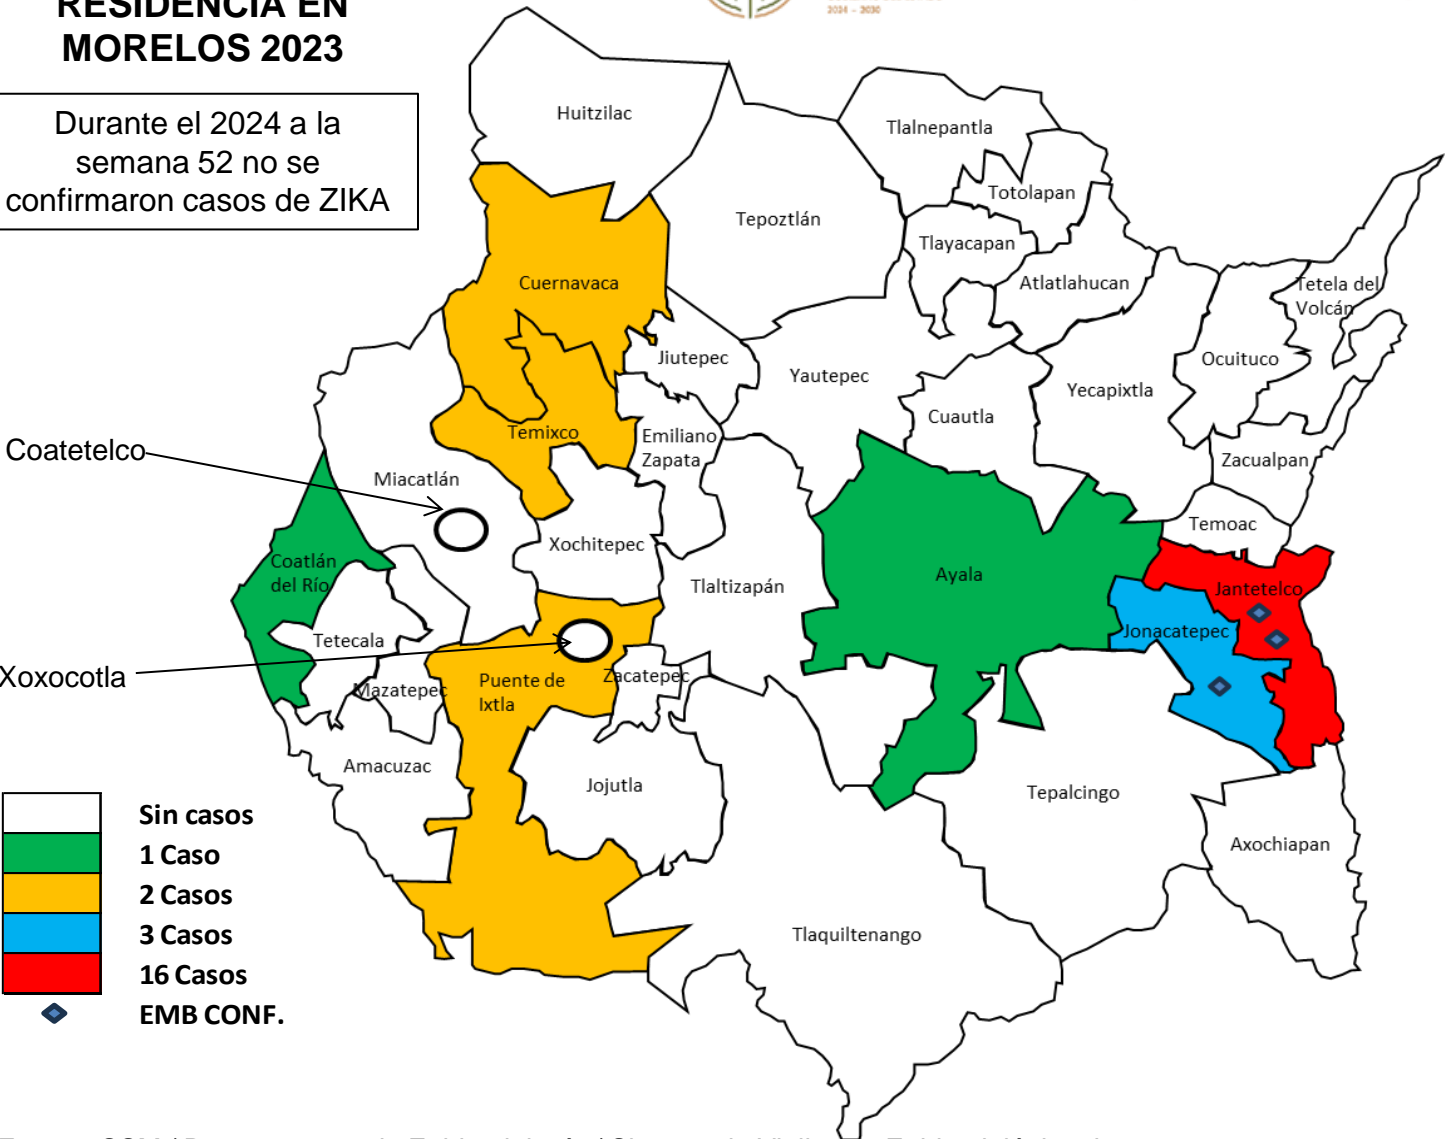 RESIDENCIA EN
MORELOS 2023
2024 - 2030
Durante el 2024 a la
semana 52 no se
confirmaron casos de ZIKA
Huitzilac
Tlalnepantla
Totolapan
Tepoztlán
Tlayacapan
Atlatlahucan
Cuernavaca
Tetela del
Volcán
Jiutepec
Ocuituco
Yautepec
Yecapixtla
Cuautla
Temixco
Emiliano
Zapata
Coatetelco
Zacualpan
Miacatlán
Temoac
Xochitepec
Coatlán
del Río
Ayala
Tlaltizapán
Jantetelco
Jonacatepec
Tetecala
Xoxocotla
Zacatepec
Mazatepec
Puente de
Ixtla
Amacuzac
Jojutla
Tepalcingo
Axochiapan
Tlaquiltenango
Sin casos
1 Caso
2 Casos
3 Casos
16 Casos
EMB CONF.